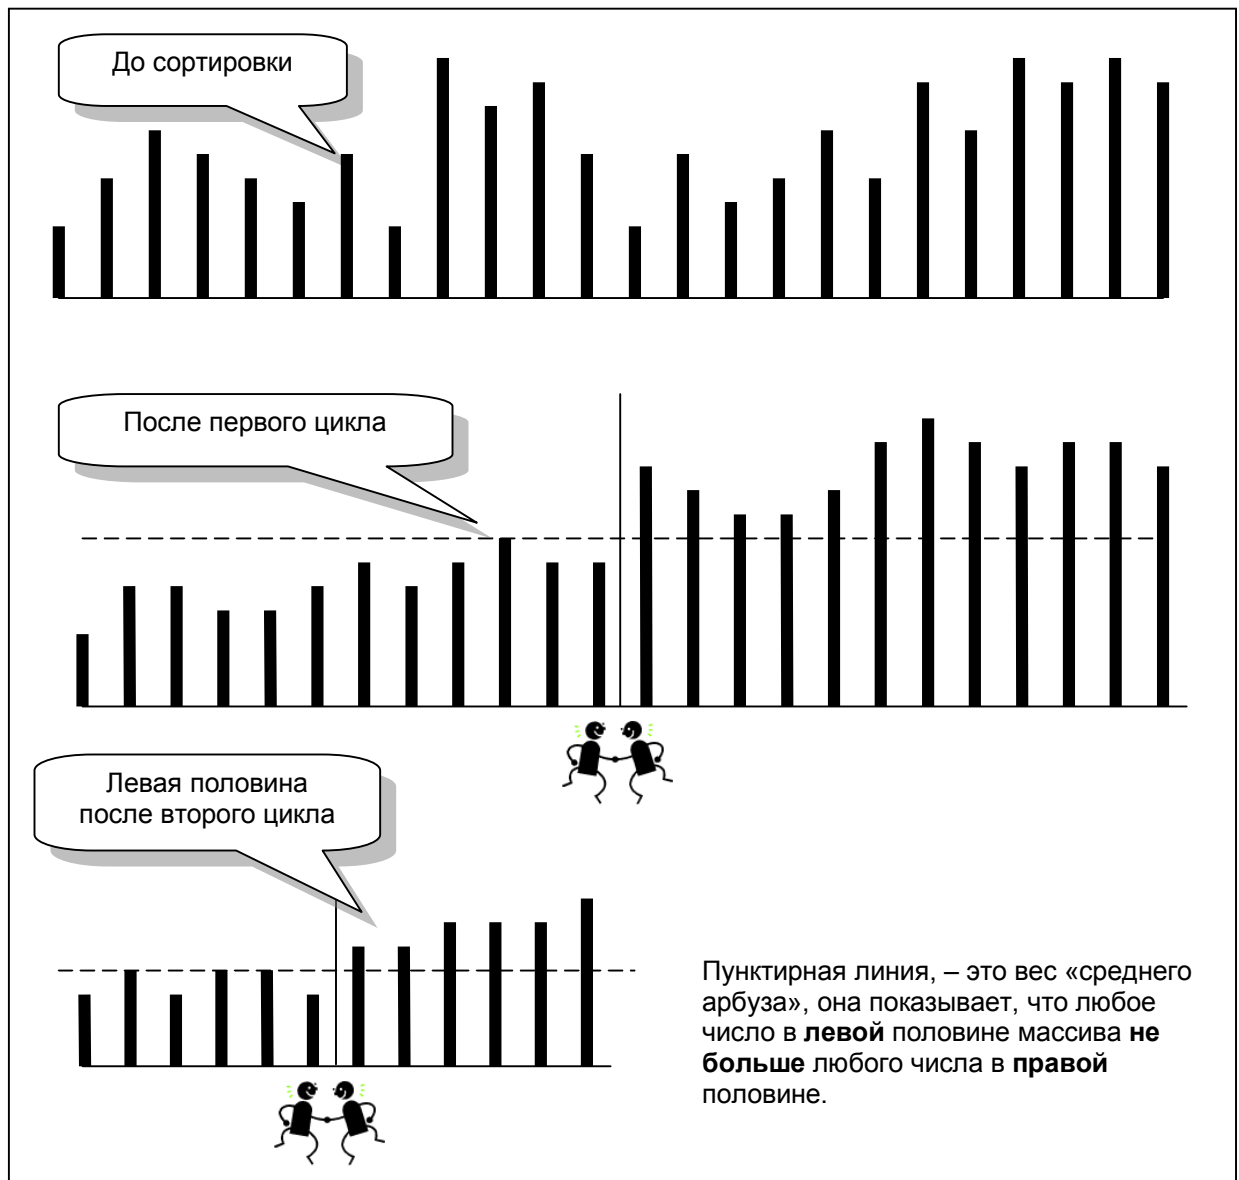 До сортировки
После первого цикла
Левая половина
после второго цикла
Пунктирная линия, – это вес «среднего
арбуза», она показывает, что любое
число в левой половине массива не
больше любого числа в правой
половине.